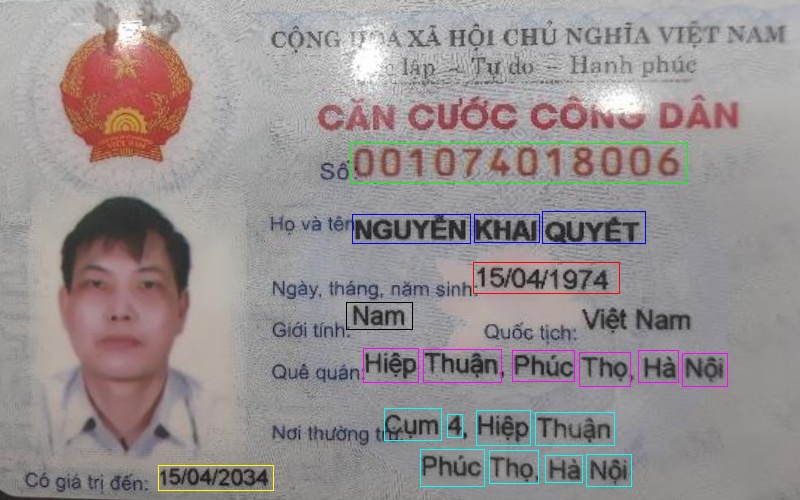 CỘNG HÒA XÃ HỘI CHỦ NGHĨA VIỆT NAM
lập - Tự do - Hạnh phúc
CĂN CƯỚC CÔNG DÂN
Số: 001074018006
Họ và tên: NGUYỄN KHAI QUYẾT
Ngày, tháng, năm sinh: 15/04/1974
Giới tính: Nam Quốc tịch: Việt Nam
Quê quán: Hiệp Thuận, Phúc Thọ, Hà Nội
Nơi thường trú: Cụm 4, Hiệp Thuận
Phúc Thọ, Hà Nội
Có giá trị đến: 15/04/2034